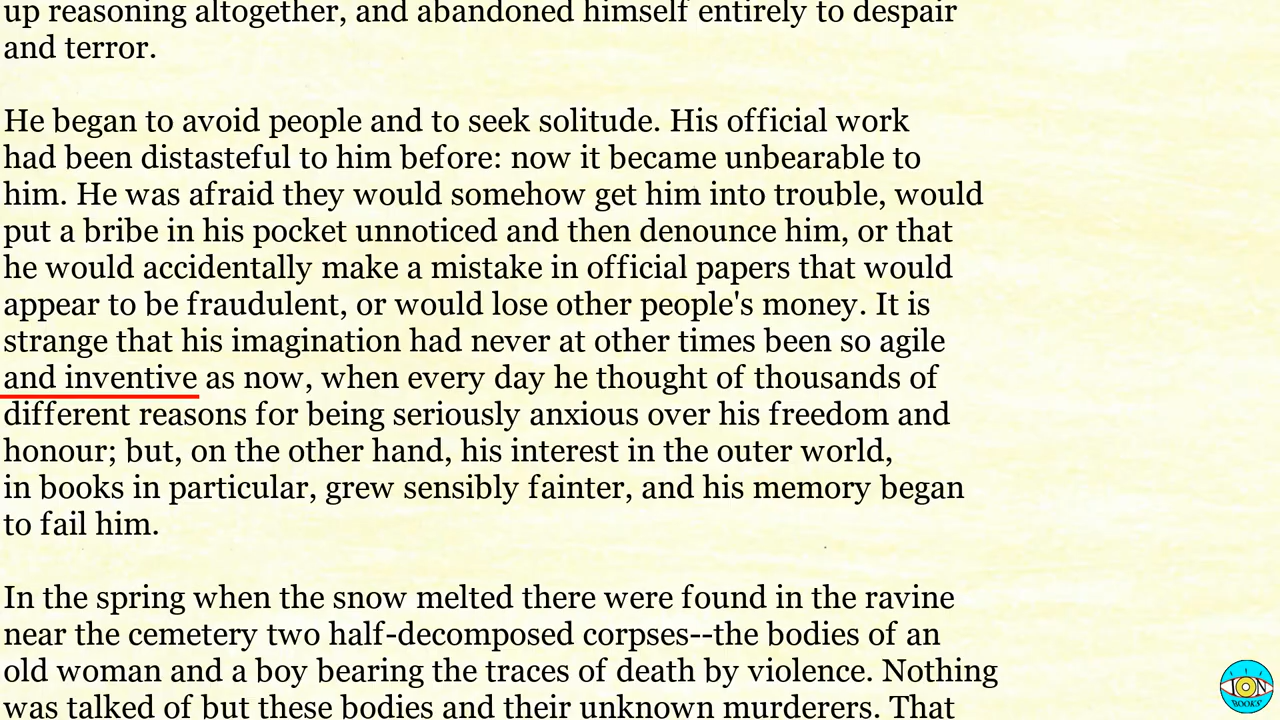 up reasoning altogether, and abandoned himself entirely to despair
and terror.
He began to avoid people and to seek solitude. His official work
had been distasteful to him before: now it became unbearable to
him. He was afraid they would somehow get him into trouble, would
put a bribe in his pocket unnoticed and then denounce him, or that
he would accidentally make a mistake in official papers that would
appear to be fraudulent, or would lose other people's money. It is
strange that his imagination had never at other times been so agile
and inventive as now, when every day he thought of thousands of
different reasons for being seriously anxious over his freedom and
honour; but, on the other hand, his interest in the outer world,
in books in particular, grew sensibly fainter, and his memory began
to fail him.
In the spring when the snow melted there were found in the ravine
near the cemetery two half-decomposed corpses--the bodies of an
old woman and a boy bearing the traces of death by violence. Nothing
was talked of but these bodies and their unknown murderers. That
ION
BOOKS